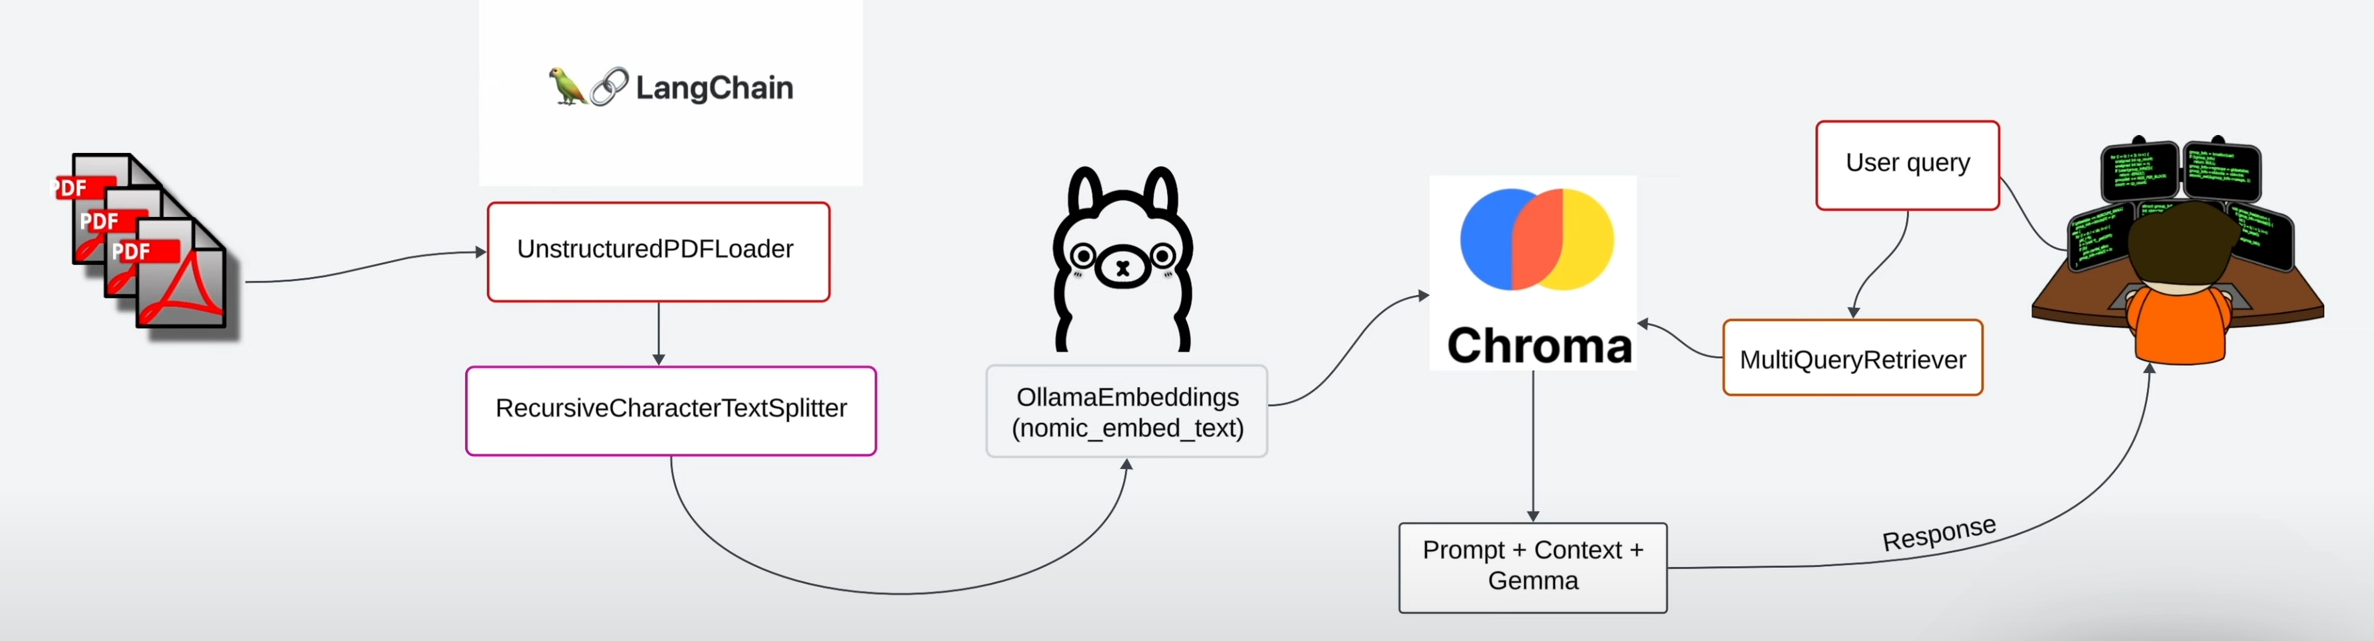 LangChain
PDF
PDF
PDF
UnstructuredPDFLoader
RecursiveCharacterTextSplitter
OllamaEmbeddings
(nomic_embed_text)
Chroma
User query
MultiQueryRetriever
Prompt + Context +
Gemma
Response